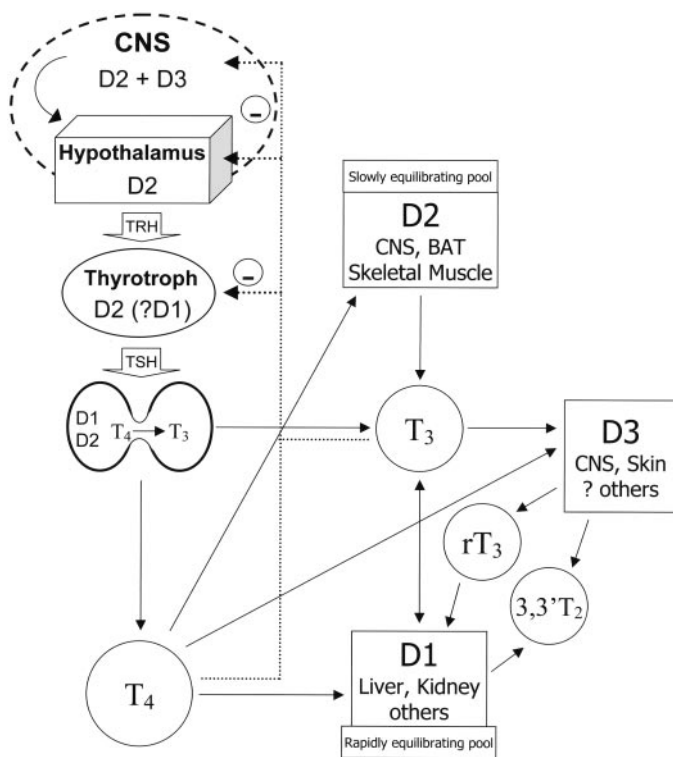 CNS
D2 + D3
−
Hypothalamus
D2
TRH
−
Thyrotroph
D2 (?D1)
TSH
D1
D2
T₄
T₃
Slowly equilibrating pool
D2
CNS, BAT
Skeletal Muscle
T₃
D3
CNS, Skin
? others
rT₃
3,3’T₂
T₄
D1
Liver, Kidney
others
Rapidly equilibrating pool